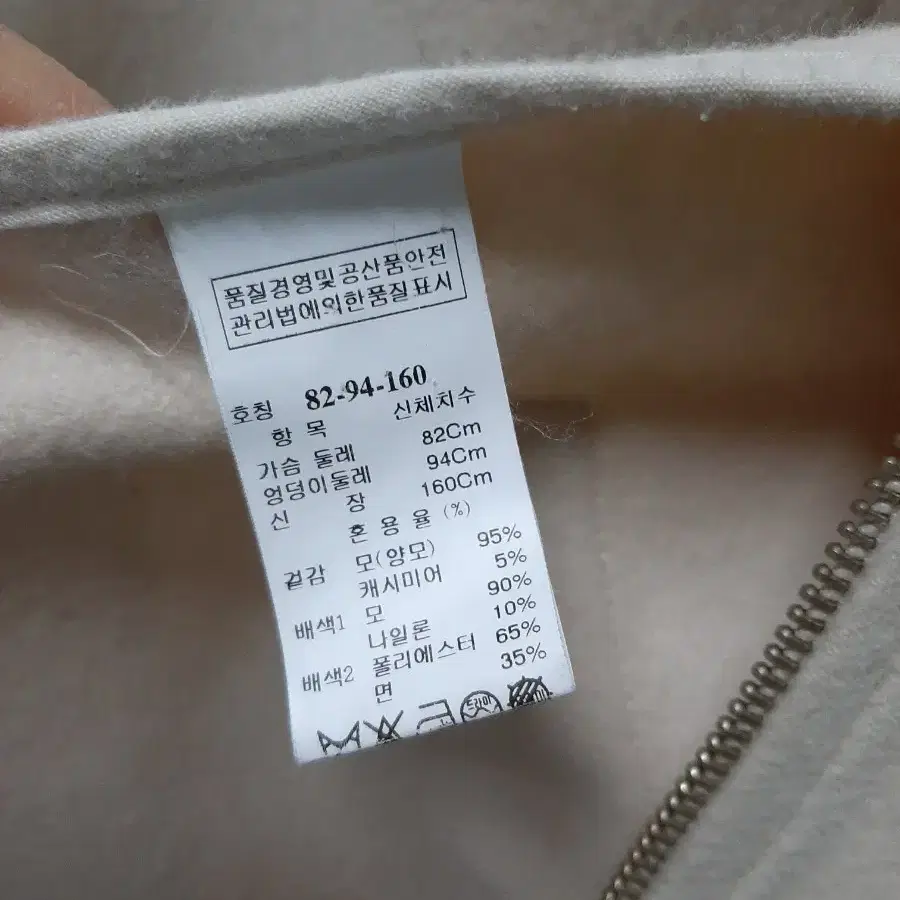 품질경영및공산품안전
관리법에의한품질표시
호칭 82-94-160
항 목 신체치수
가슴 둘레 82Cm
엉덩이둘레 94Cm
신 장 160Cm
혼 용 율 (%)
겉감 모(양모) 95%
캐시미어 5%
배색1 모 90%
나일론 10%
배색2 폴리에스터 65%
면 35%
드라이